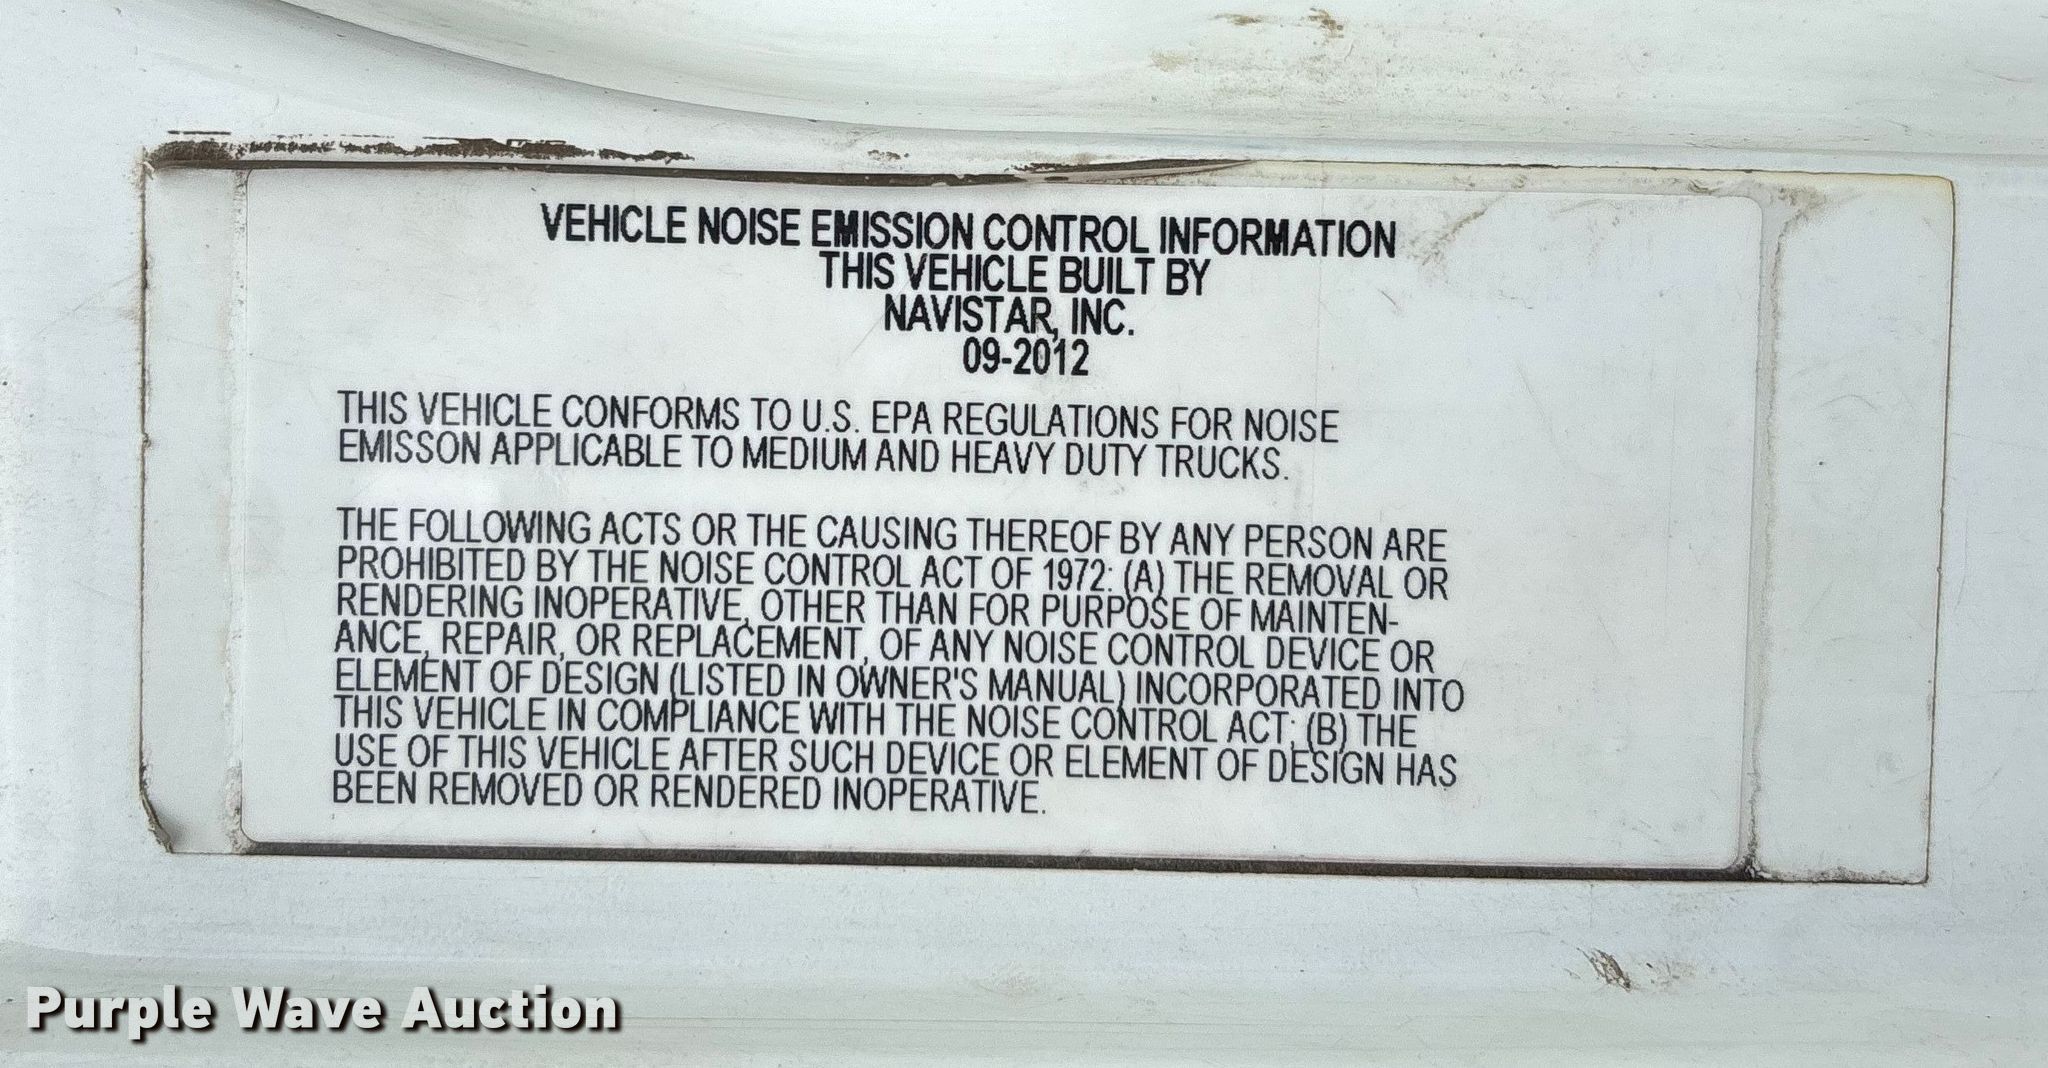 VEHICLE NOISE EMISSION CONTROL INFORMATION
THIS VEHICLE BUILT BY
NAVISTAR, INC.
09-2012
THIS VEHICLE CONFORMS TO U.S. EPA REGULATIONS FOR NOISE
EMISSON APPLICABLE TO MEDIUM AND HEAVY DUTY TRUCKS.
THE FOLLOWING ACTS OR THE CAUSING THEREOF BY ANY PERSON ARE
PROHIBITED BY THE NOISE CONTROL ACT OF 1972: (A) THE REMOVAL OR
RENDERING INOPERATIVE, OTHER THAN FOR PURPOSE OF MAINTEN-
ANCE, REPAIR, OR REPLACEMENT, OF ANY NOISE CONTROL DEVICE OR
ELEMENT OF DESIGN (LISTED IN OWNER'S MANUAL) INCORPORATED INTO
THIS VEHICLE IN COMPLIANCE WITH THE NOISE CONTROL ACT; (B) THE
USE OF THIS VEHICLE AFTER SUCH DEVICE OR ELEMENT OF DESIGN HAS
BEEN REMOVED OR RENDERED INOPERATIVE.
Purple Wave Auction